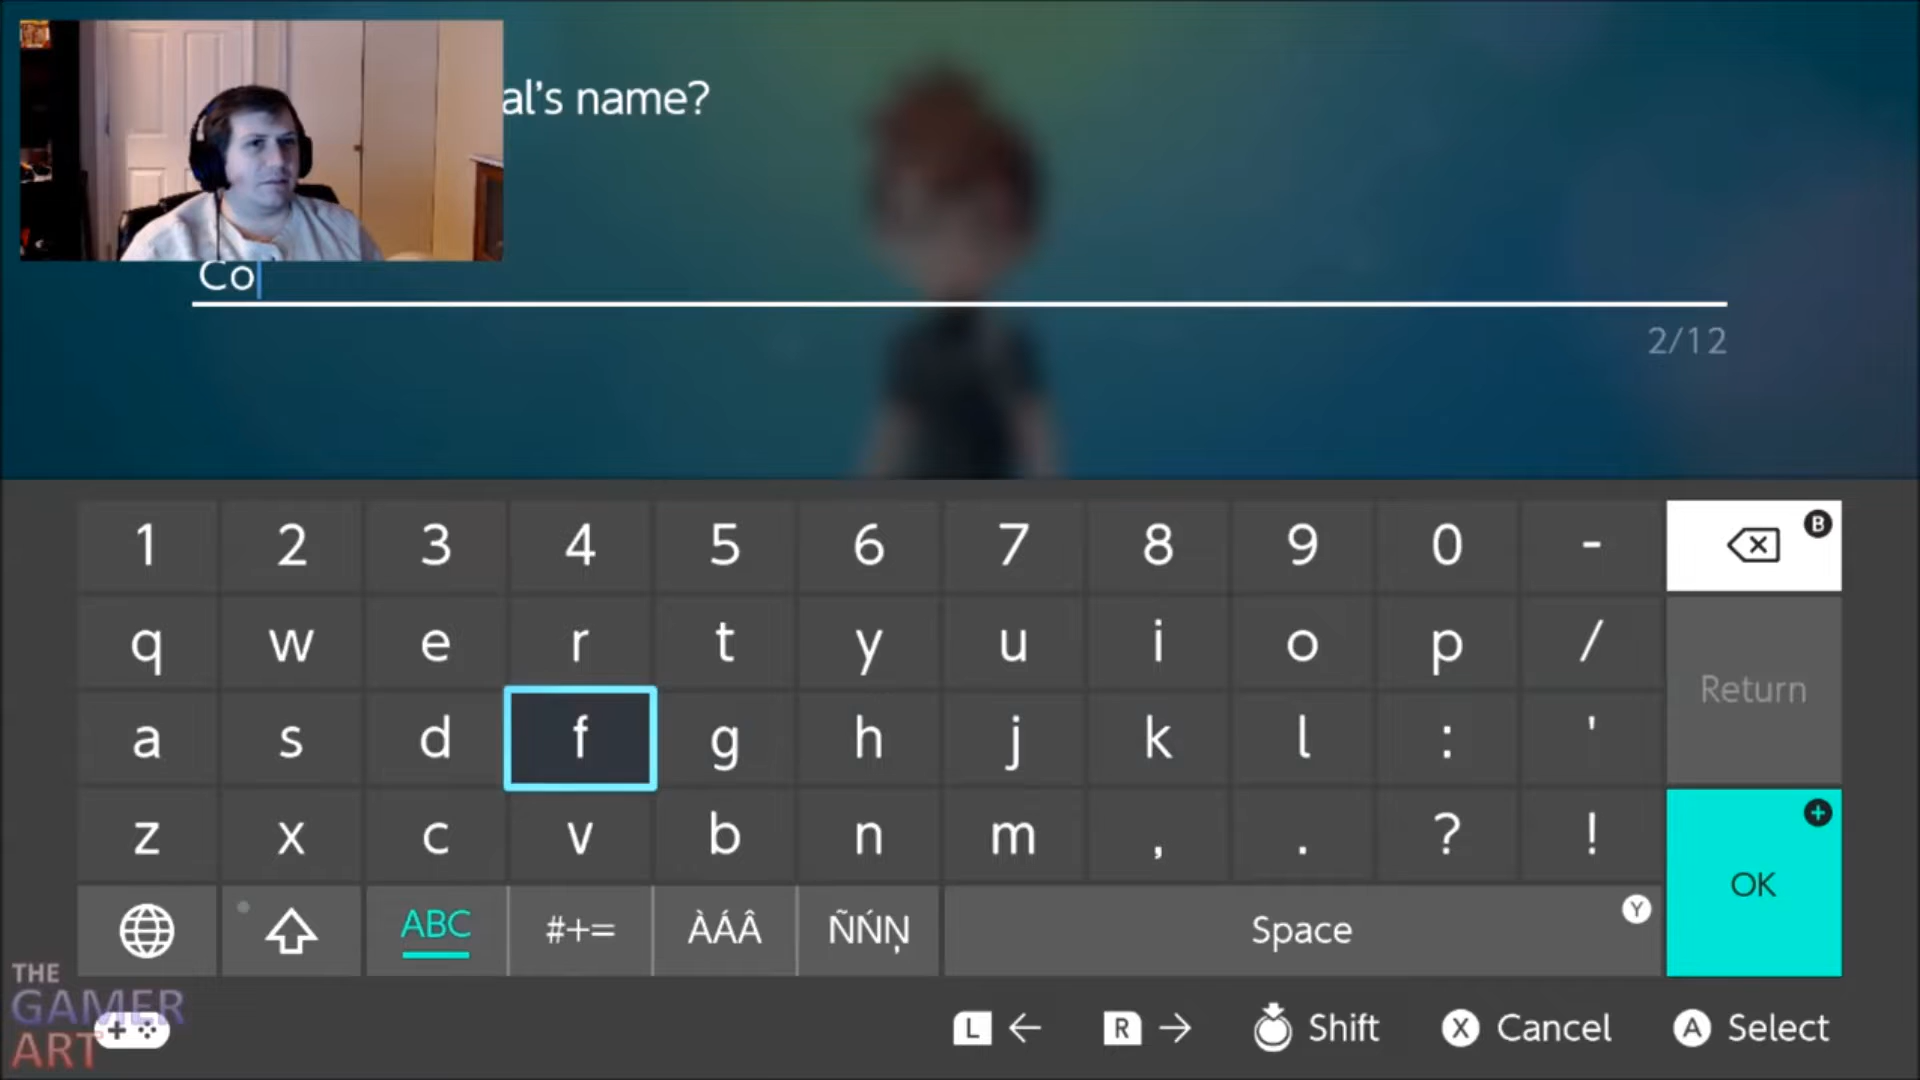 al's name?
Co
2/12
1 2 3 4 5 6 7 8 9 0 - B
q w e r t y u i o p /
Return
a s d f g h j k l : '
z x c v b n m , . ? !
OK
ABC #+= ÀÁÂ ÑŃŅ Space Y
THE
GAMER
ART
L ← R → Shift X Cancel A Select